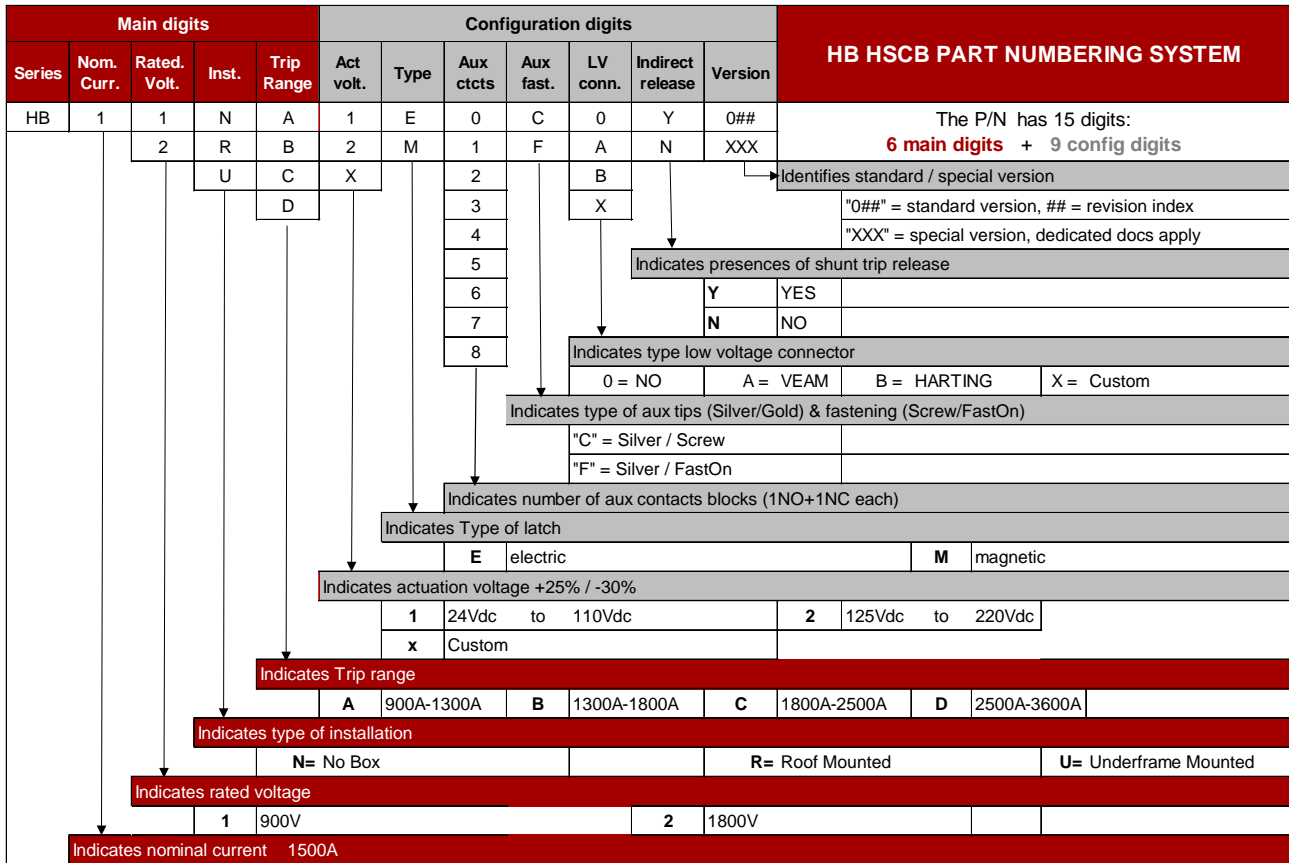 Main digits Configuration digits HB HSCB PART NUMBERING SYSTEM
Series Nom. Curr. Rated. Volt. Inst. Trip Range Act volt. Type Aux ctcts Aux fast. LV conn. Indirect release Version
HB 1 1 N A 1 E 0 C 0 Y 0## The P/N has 15 digits:
2 R B 2 M 1 F A N XXX 6 main digits + 9 config digits
U C X 2 B Identifies standard / special version
D 3 X "0##" = standard version, ## = revision index
4 "XXX" = special version, dedicated docs apply
5 Indicates presences of shunt trip release
6 Y YES
7 N NO
8 Indicates type low voltage connector
0 = NO A = VEAM B = HARTING X = Custom
Indicates type of aux tips (Silver/Gold) & fastening (Screw/FastOn)
"C" = Silver / Screw
"F" = Silver / FastOn
Indicates number of aux contacts blocks (1NO+1NC each)
Indicates Type of latch
E electric M magnetic
Indicates actuation voltage +25% / -30%
1 24Vdc to 110Vdc 2 125Vdc to 220Vdc
x Custom
Indicates Trip range
A 900A-1300A B 1300A-1800A C 1800A-2500A D 2500A-3600A
Indicates type of installation
N= No Box R= Roof Mounted U= Underframe Mounted
Indicates rated voltage
1 900V 2 1800V
Indicates nominal current 1500A